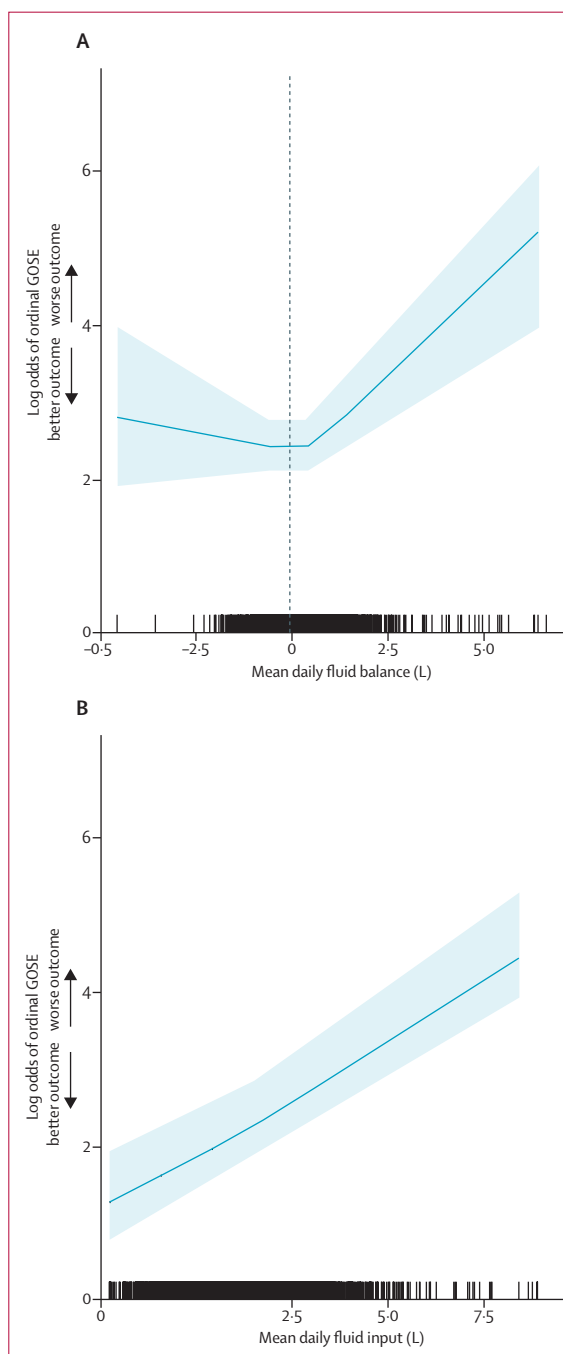 A
6
4
2
0
Log odds of ordinal GOSE
better outcome worse outcome
–0·5 –2·5 0 2·5 5·0
Mean daily fluid balance (L)
B
6
4
2
0
Log odds of ordinal GOSE
better outcome worse outcome
0 2·5 5·0 7·5
Mean daily fluid input (L)